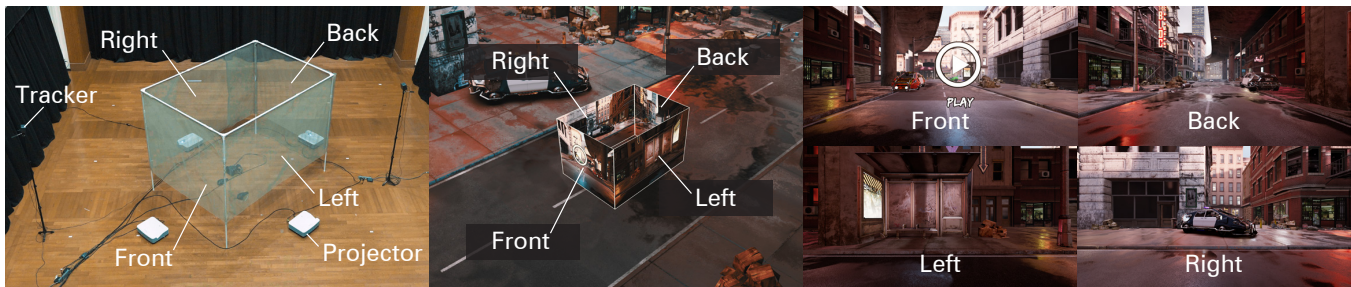 Right
Back
Tracker
Left
Front
Projector
Right
Back
Left
Front
PLAY
Front
Back
Left
Right